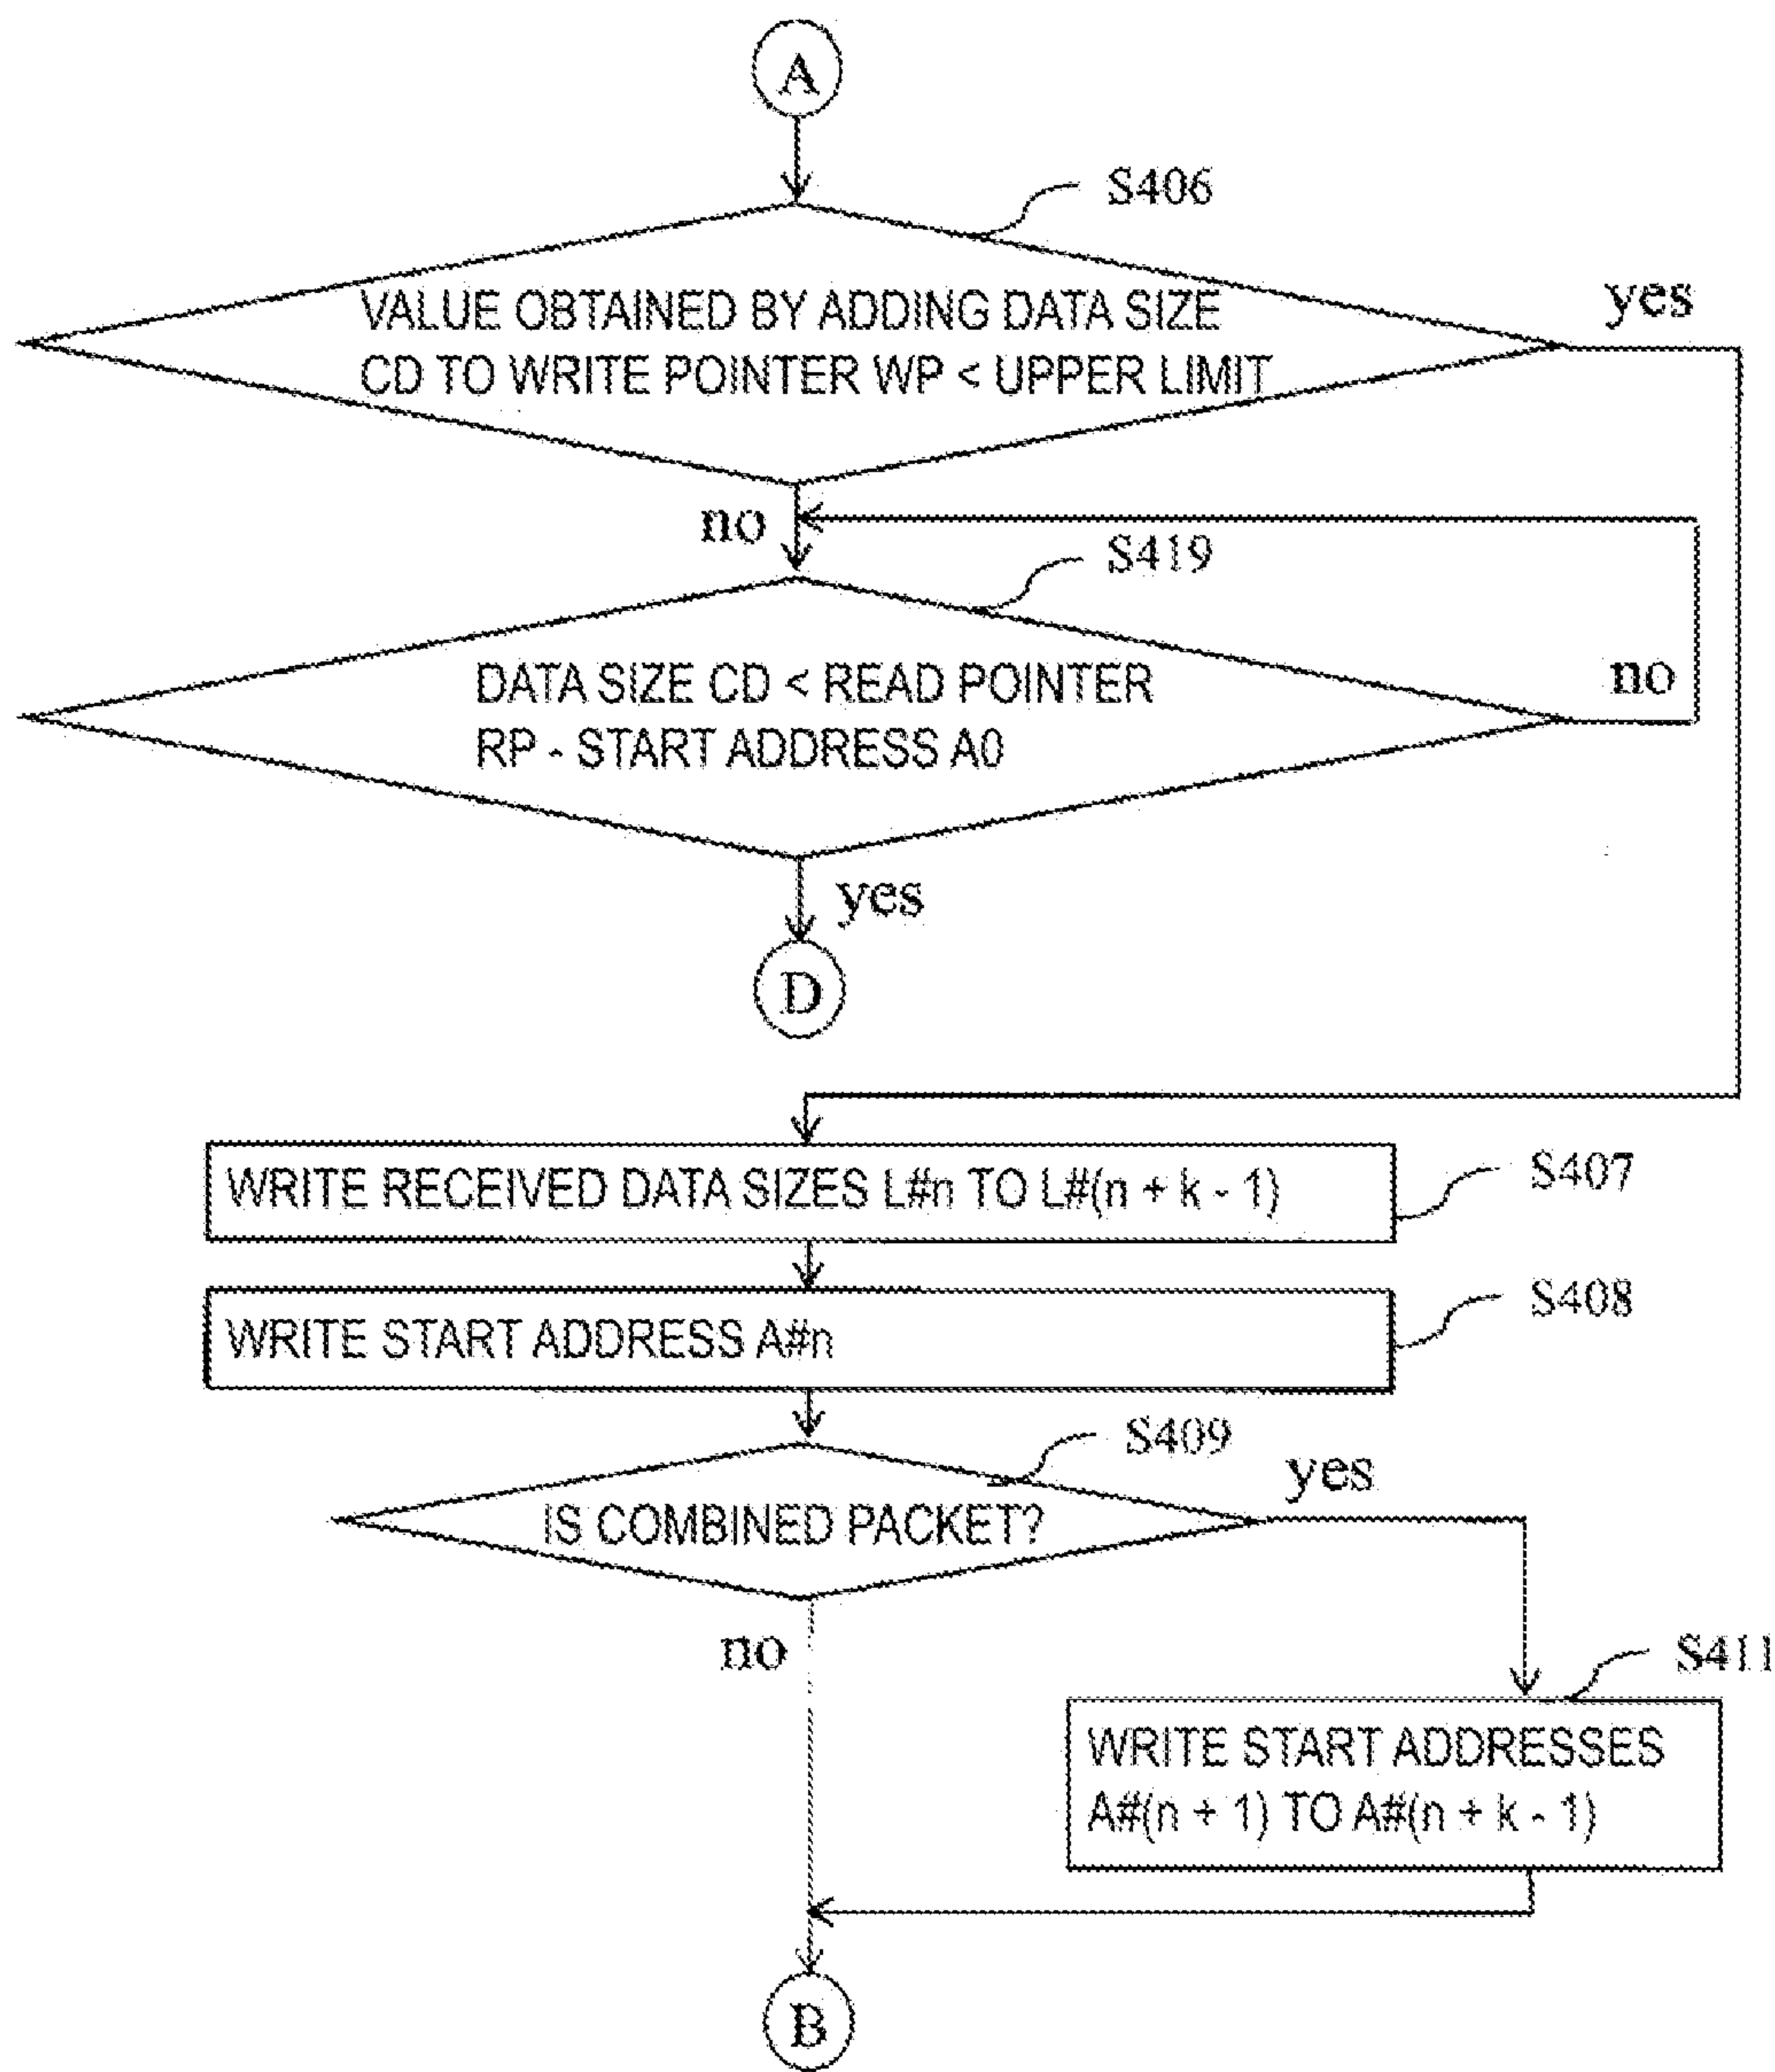 A
S406
VALUE OBTAINED BY ADDING DATA SIZE
CD TO WRITE POINTER WP < UPPER LIMIT
yes
no
S419
DATA SIZE CD < READ POINTER
RP - START ADDRESS A0
no
yes
D
WRITE RECEIVED DATA SIZES L#n TO L#(n + k - 1)
S407
WRITE START ADDRESS A#n
S408
S409
IS COMBINED PACKET?
yes
no
S411
WRITE START ADDRESSES
A#(n + 1) TO A#(n + k - 1)
B